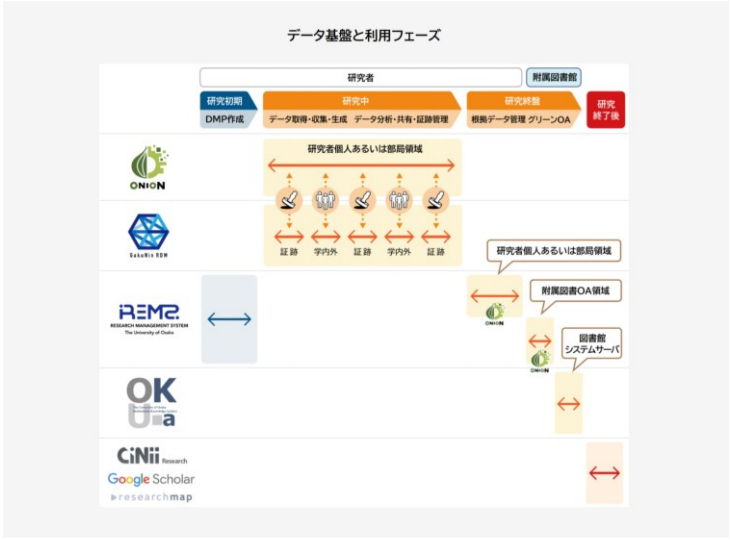 データ基盤と利用フェーズ
研究者
附属図書館
研究初期
研究中
研究終盤
研究
終了後
DMP作成
データ取得・収集・生成 データ分析・共有・証跡管理
根拠データ管理 グリーンOA
研究者個人あるいは部局領域
ONION
GakuNin RDM
証跡
学内外
証跡
学内外
証跡
研究者個人あるいは部局領域
附属図書OA領域
図書館
システムサーバ
iREMS
RESEARCH MANAGEMENT SYSTEM
The University of Osaka
ONION
ONION
OK
U-a
CiNii Research
Google Scholar
researchmap